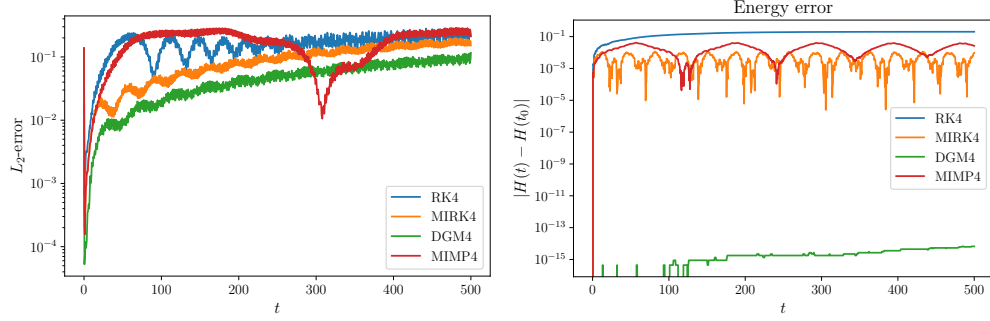 10^{-1}
10^{-2}
10^{-3}
10^{-4}
L_2-error
0 100 200 300 400 500
t
RK4
MIRK4
DGM4
MIMP4
Energy error
10^{-1}
10^{-3}
10^{-5}
10^{-7}
10^{-9}
10^{-11}
10^{-13}
10^{-15}
|H(t) − H(t_0)|
0 100 200 300 400 500
t
RK4
MIRK4
DGM4
MIMP4